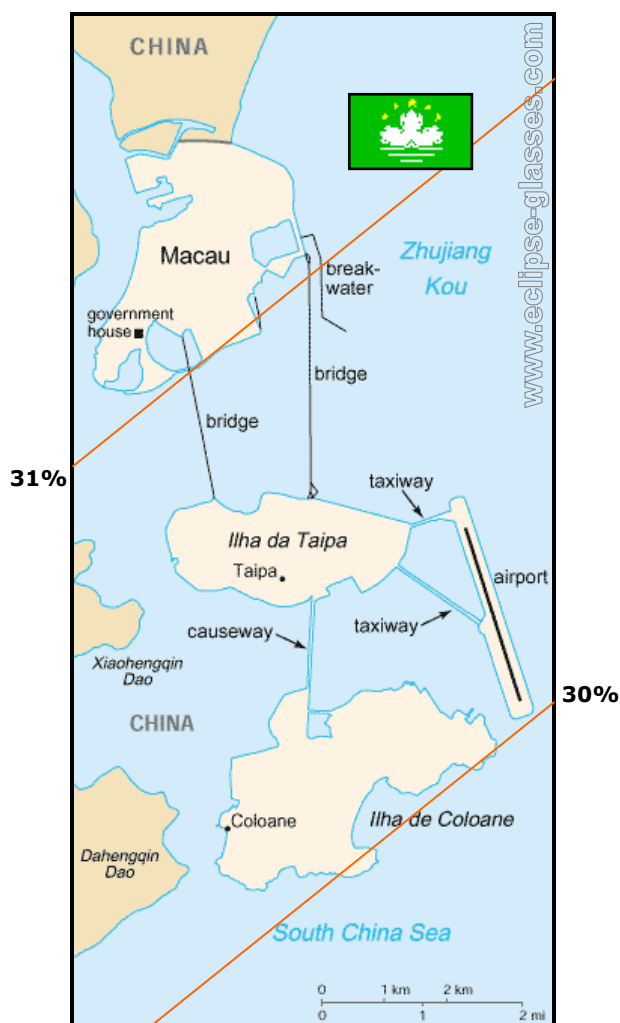 CHINA
www.eclipse-glasses.com
Macau
Zhujiang
Kou
break-
water
government
house
bridge
bridge
31%
taxiway
Ilha da Taipa
Taipa
airport
causeway
taxiway
Xiaohengqin
Dao
30%
CHINA
Coloane
Ilha de Coloane
Dahengqin
Dao
South China Sea
0 1 km 2 km
0 1 2 mi